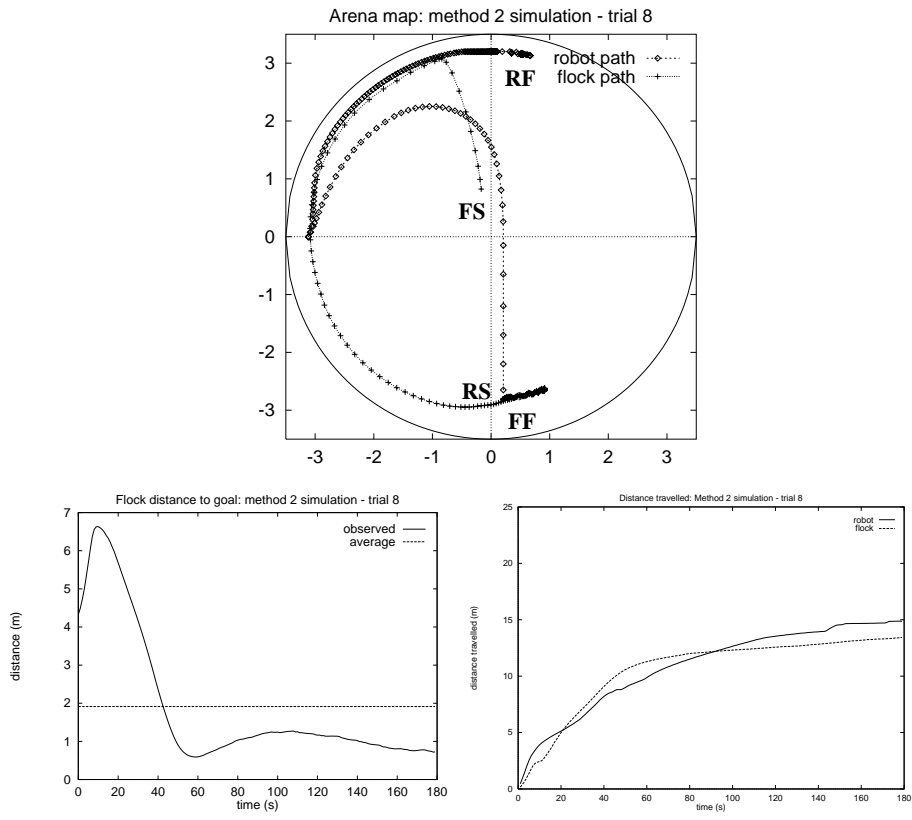 Arena map: method 2 simulation - trial 8
robot path
flock path
RF
FS
RS
FF
3
2
1
0
-1
-2
-3
-3 -2 -1 0 1 2 3
Flock distance to goal: method 2 simulation - trial 8
observed
average
distance (m)
7
6
5
4
3
2
1
0
0 20 40 60 80 100 120 140 160 180
time (s)
Distance travelled: Method 2 simulation - trial 8
robot
flock
distance travelled (m)
25
20
15
10
5
0
0 20 40 60 80 100 120 140 160 180
time (s)